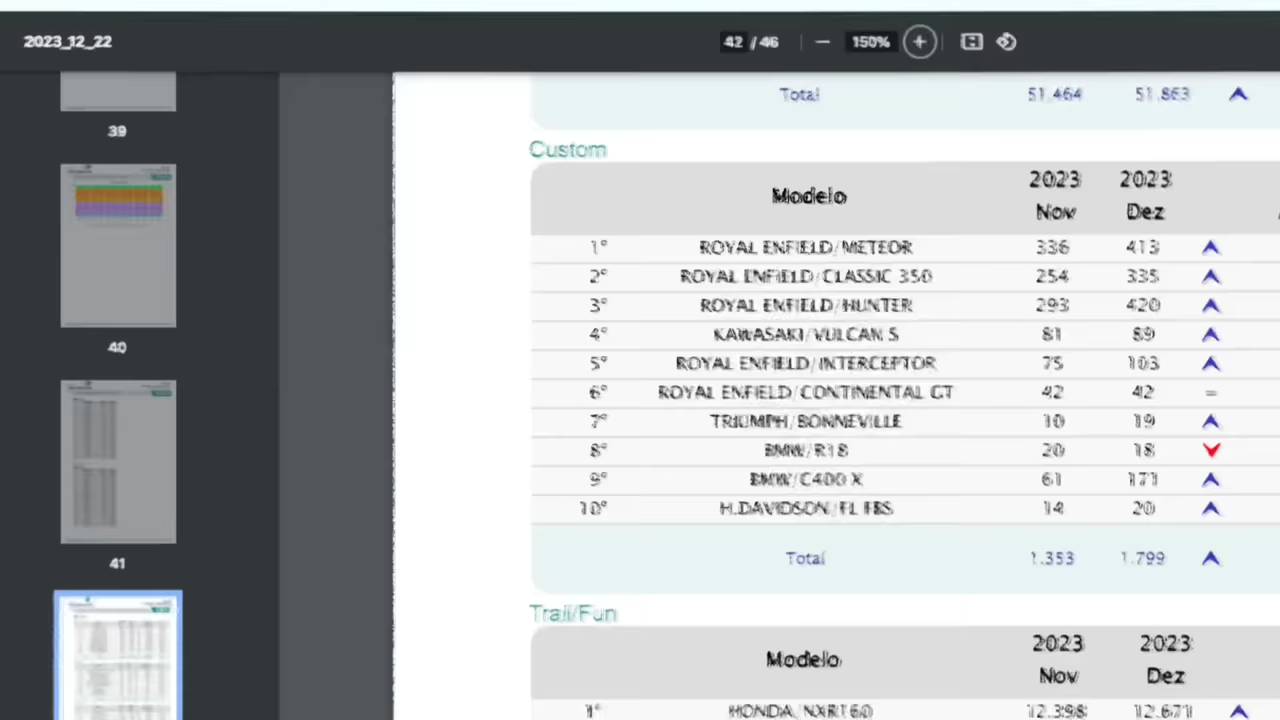 2023_12_22
42 / 46
150%
39
40
41
Total 51.464 51.863
Custom
Modelo 2023 Nov 2023 Dez
1° ROYAL ENFIELD/METEOR 336 413
2° ROYAL ENFIELD/CLASSIC 350 254 335
3° ROYAL ENFIELD/HUNTER 293 420
4° KAWASAKI/VULCAN S 81 89
5° ROYAL ENFIELD/INTERCEPTOR 75 103
6° ROYAL ENFIELD/CONTINENTAL GT 42 42 =
7° TRIUMPH/BONNEVILLE 10 19
8° BMW/R18 20 18
9° BMW/C400 X 61 171
10° H.DAVIDSON/FL FBS 14 20
Total 1.353 1.799
Trail/Fun
Modelo 2023 Nov 2023 Dez
1° HONDA/NXR160 12.398 12.671